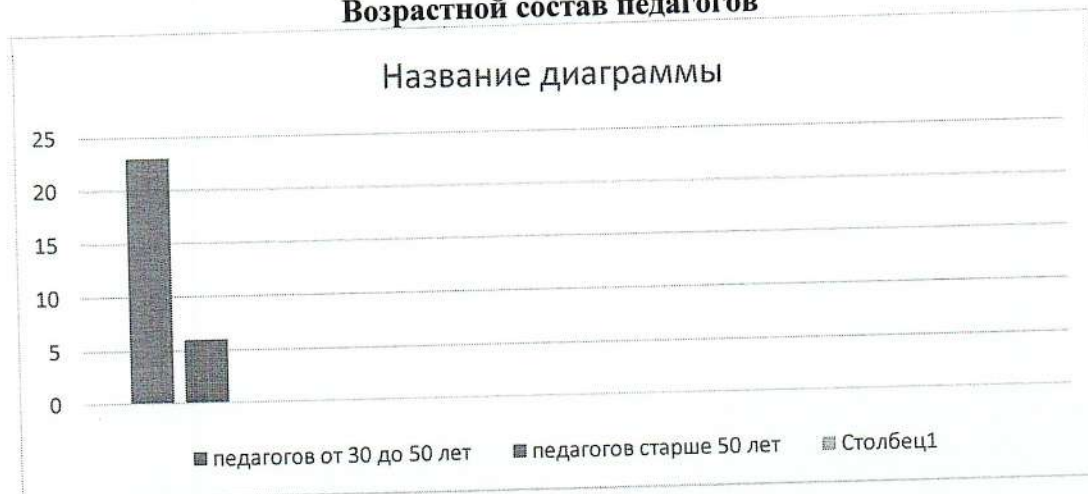 Возрастной состав педагогов
Название диаграммы
25
20
15
10
5
0
педагогов от 30 до 50 лет педагогов старше 50 лет Столбец1